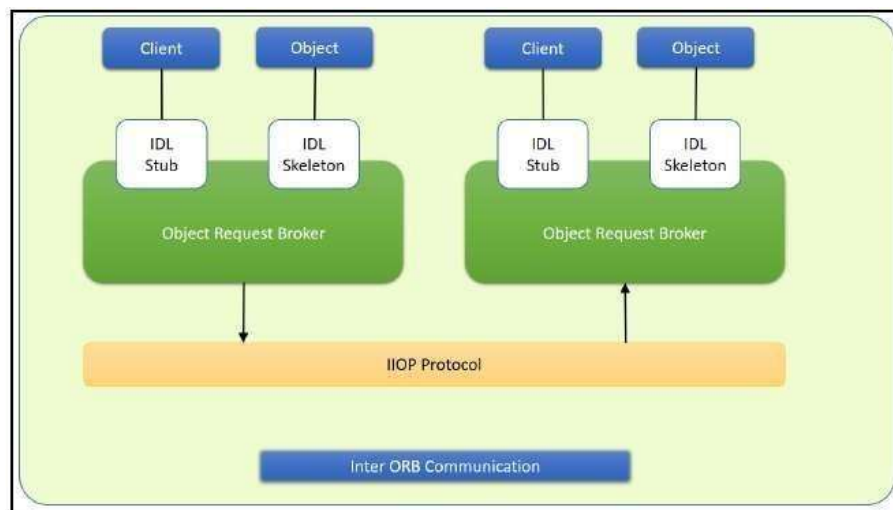 Client
Object
Client
Object
IDL
Stub
IDL
Skeleton
IDL
Stub
IDL
Skeleton
Object Request Broker
Object Request Broker
IIOP Protocol
Inter ORB Communication